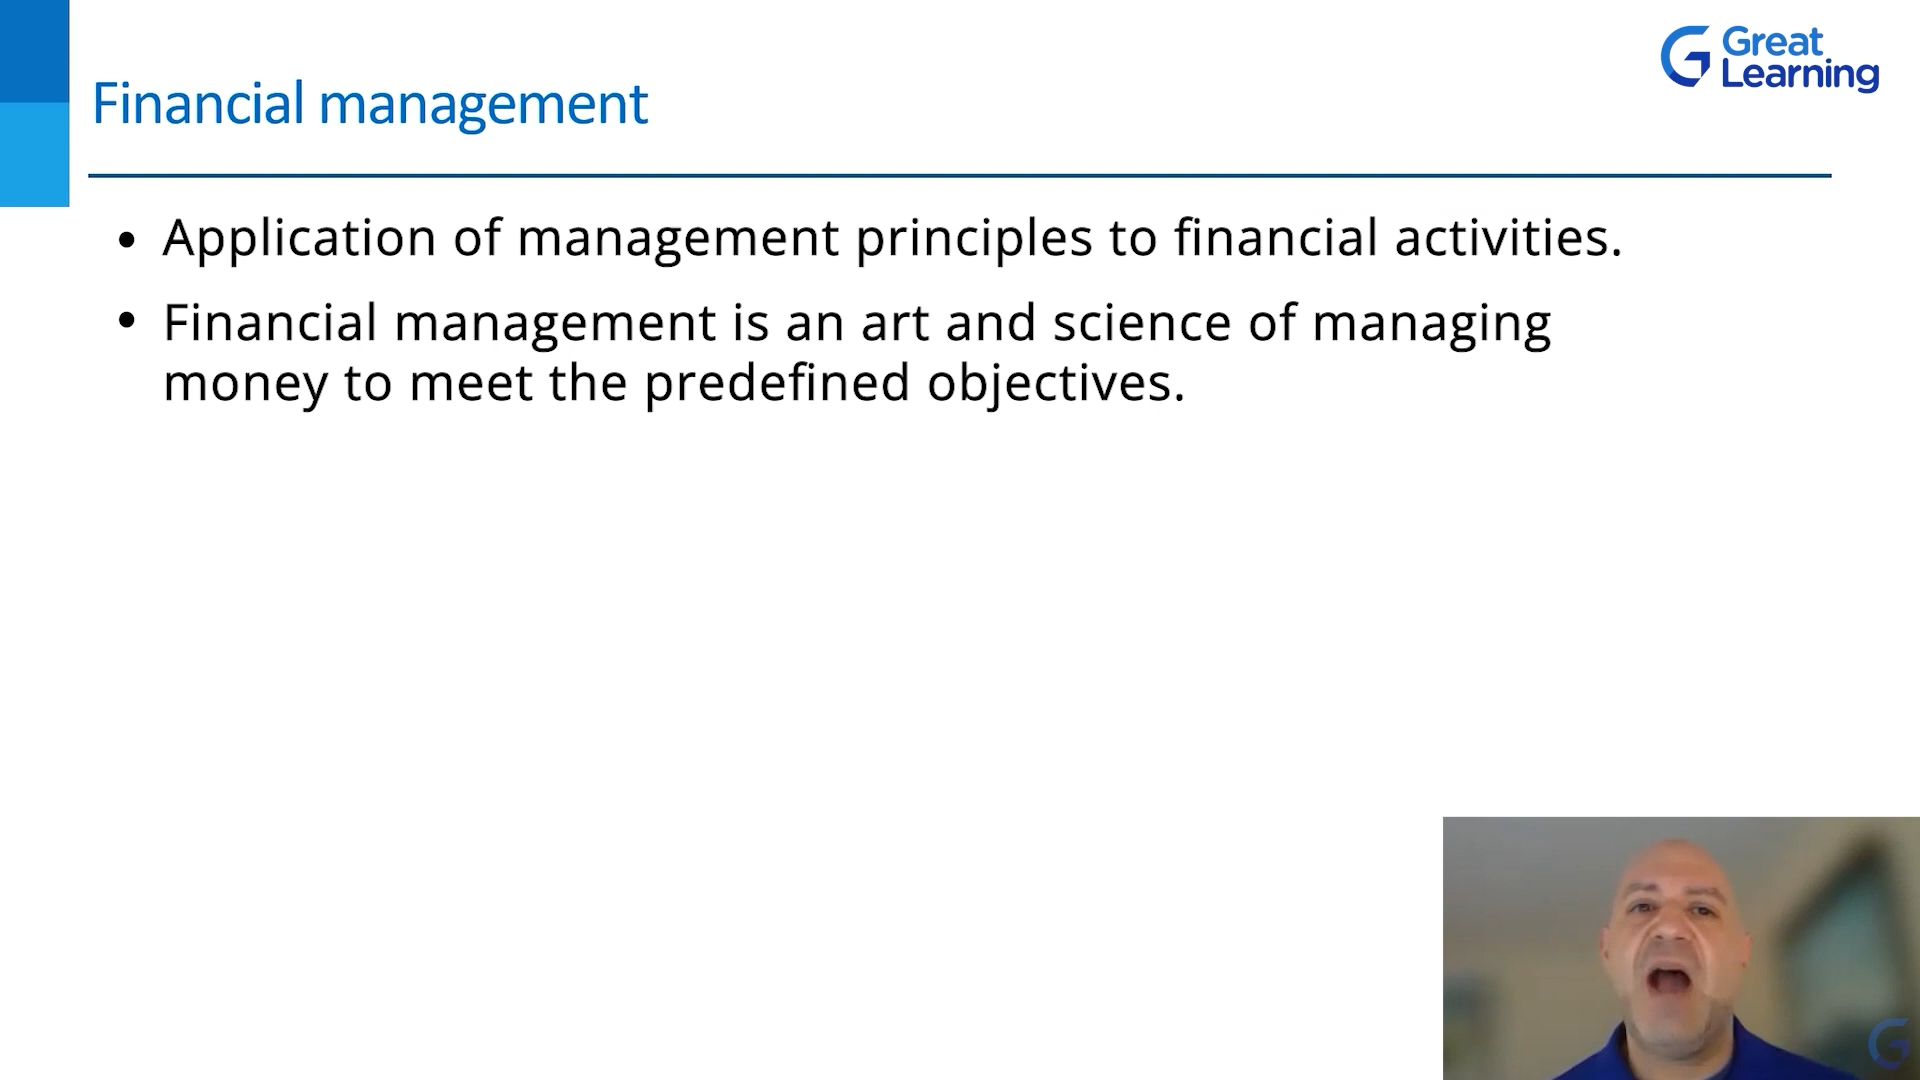 Great
Learning
Financial management
• Application of management principles to financial activities.
• Financial management is an art and science of managing
money to meet the predefined objectives.